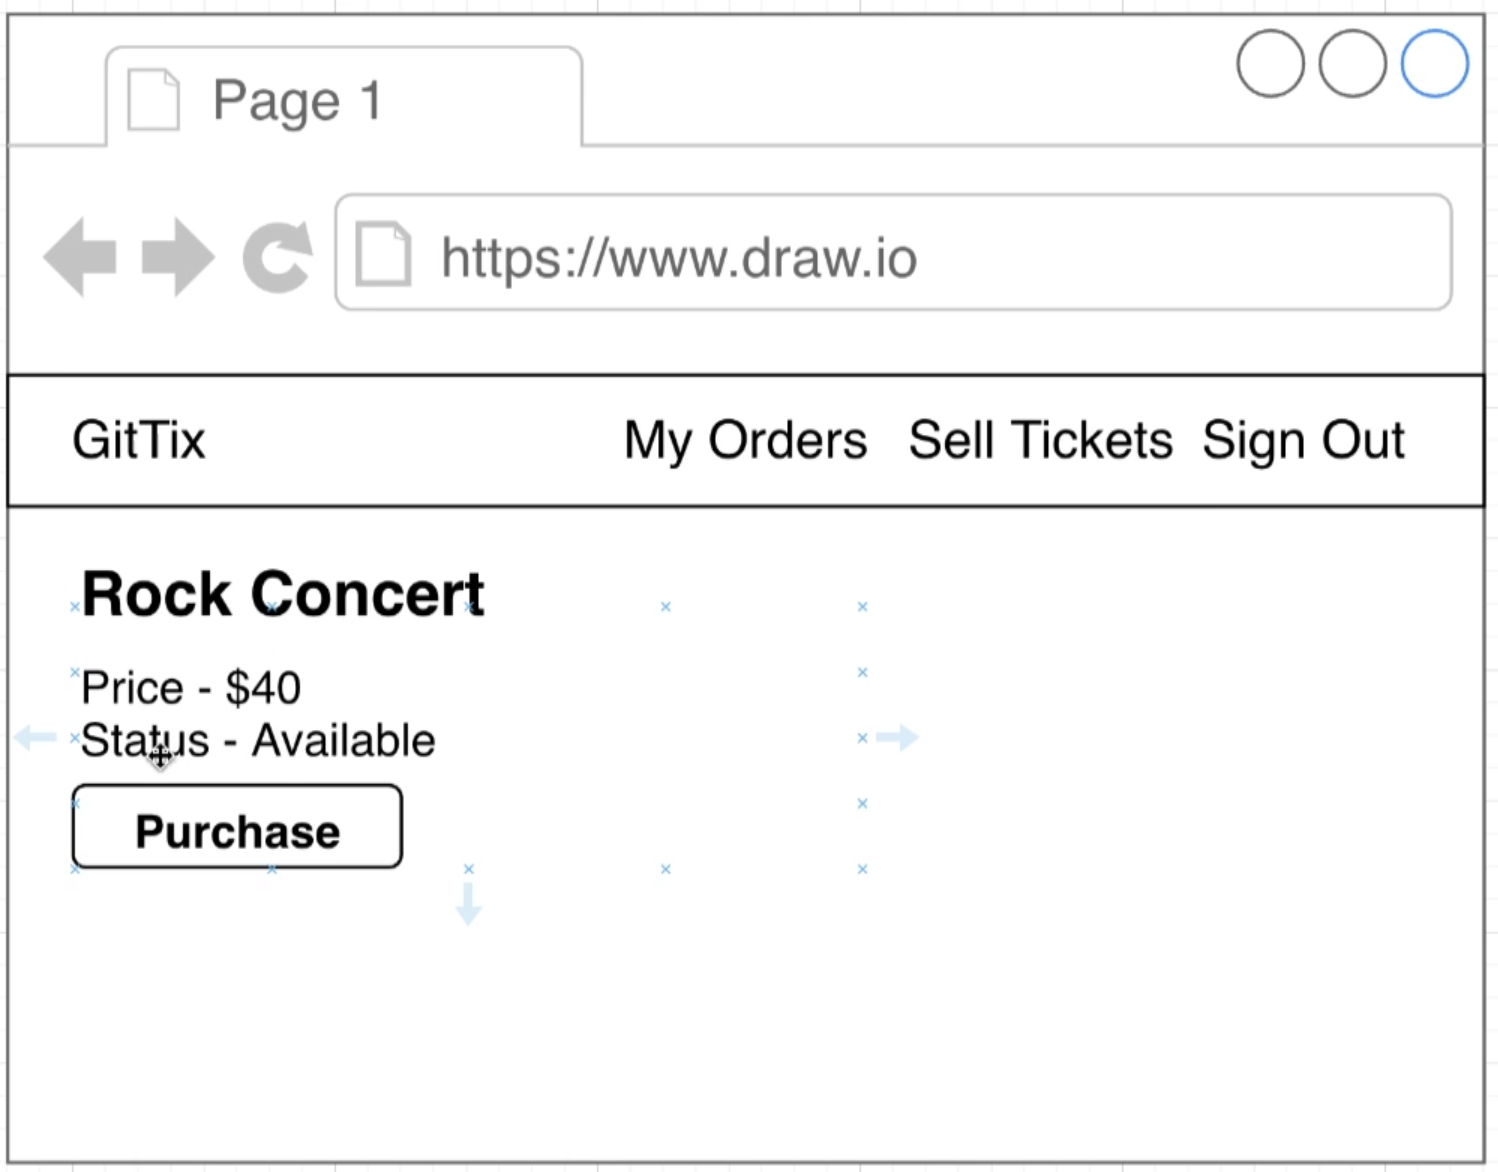 Page 1
https://www.draw.io
GitTix My Orders Sell Tickets Sign Out
Rock Concert
Price - $40
Status - Available
Purchase